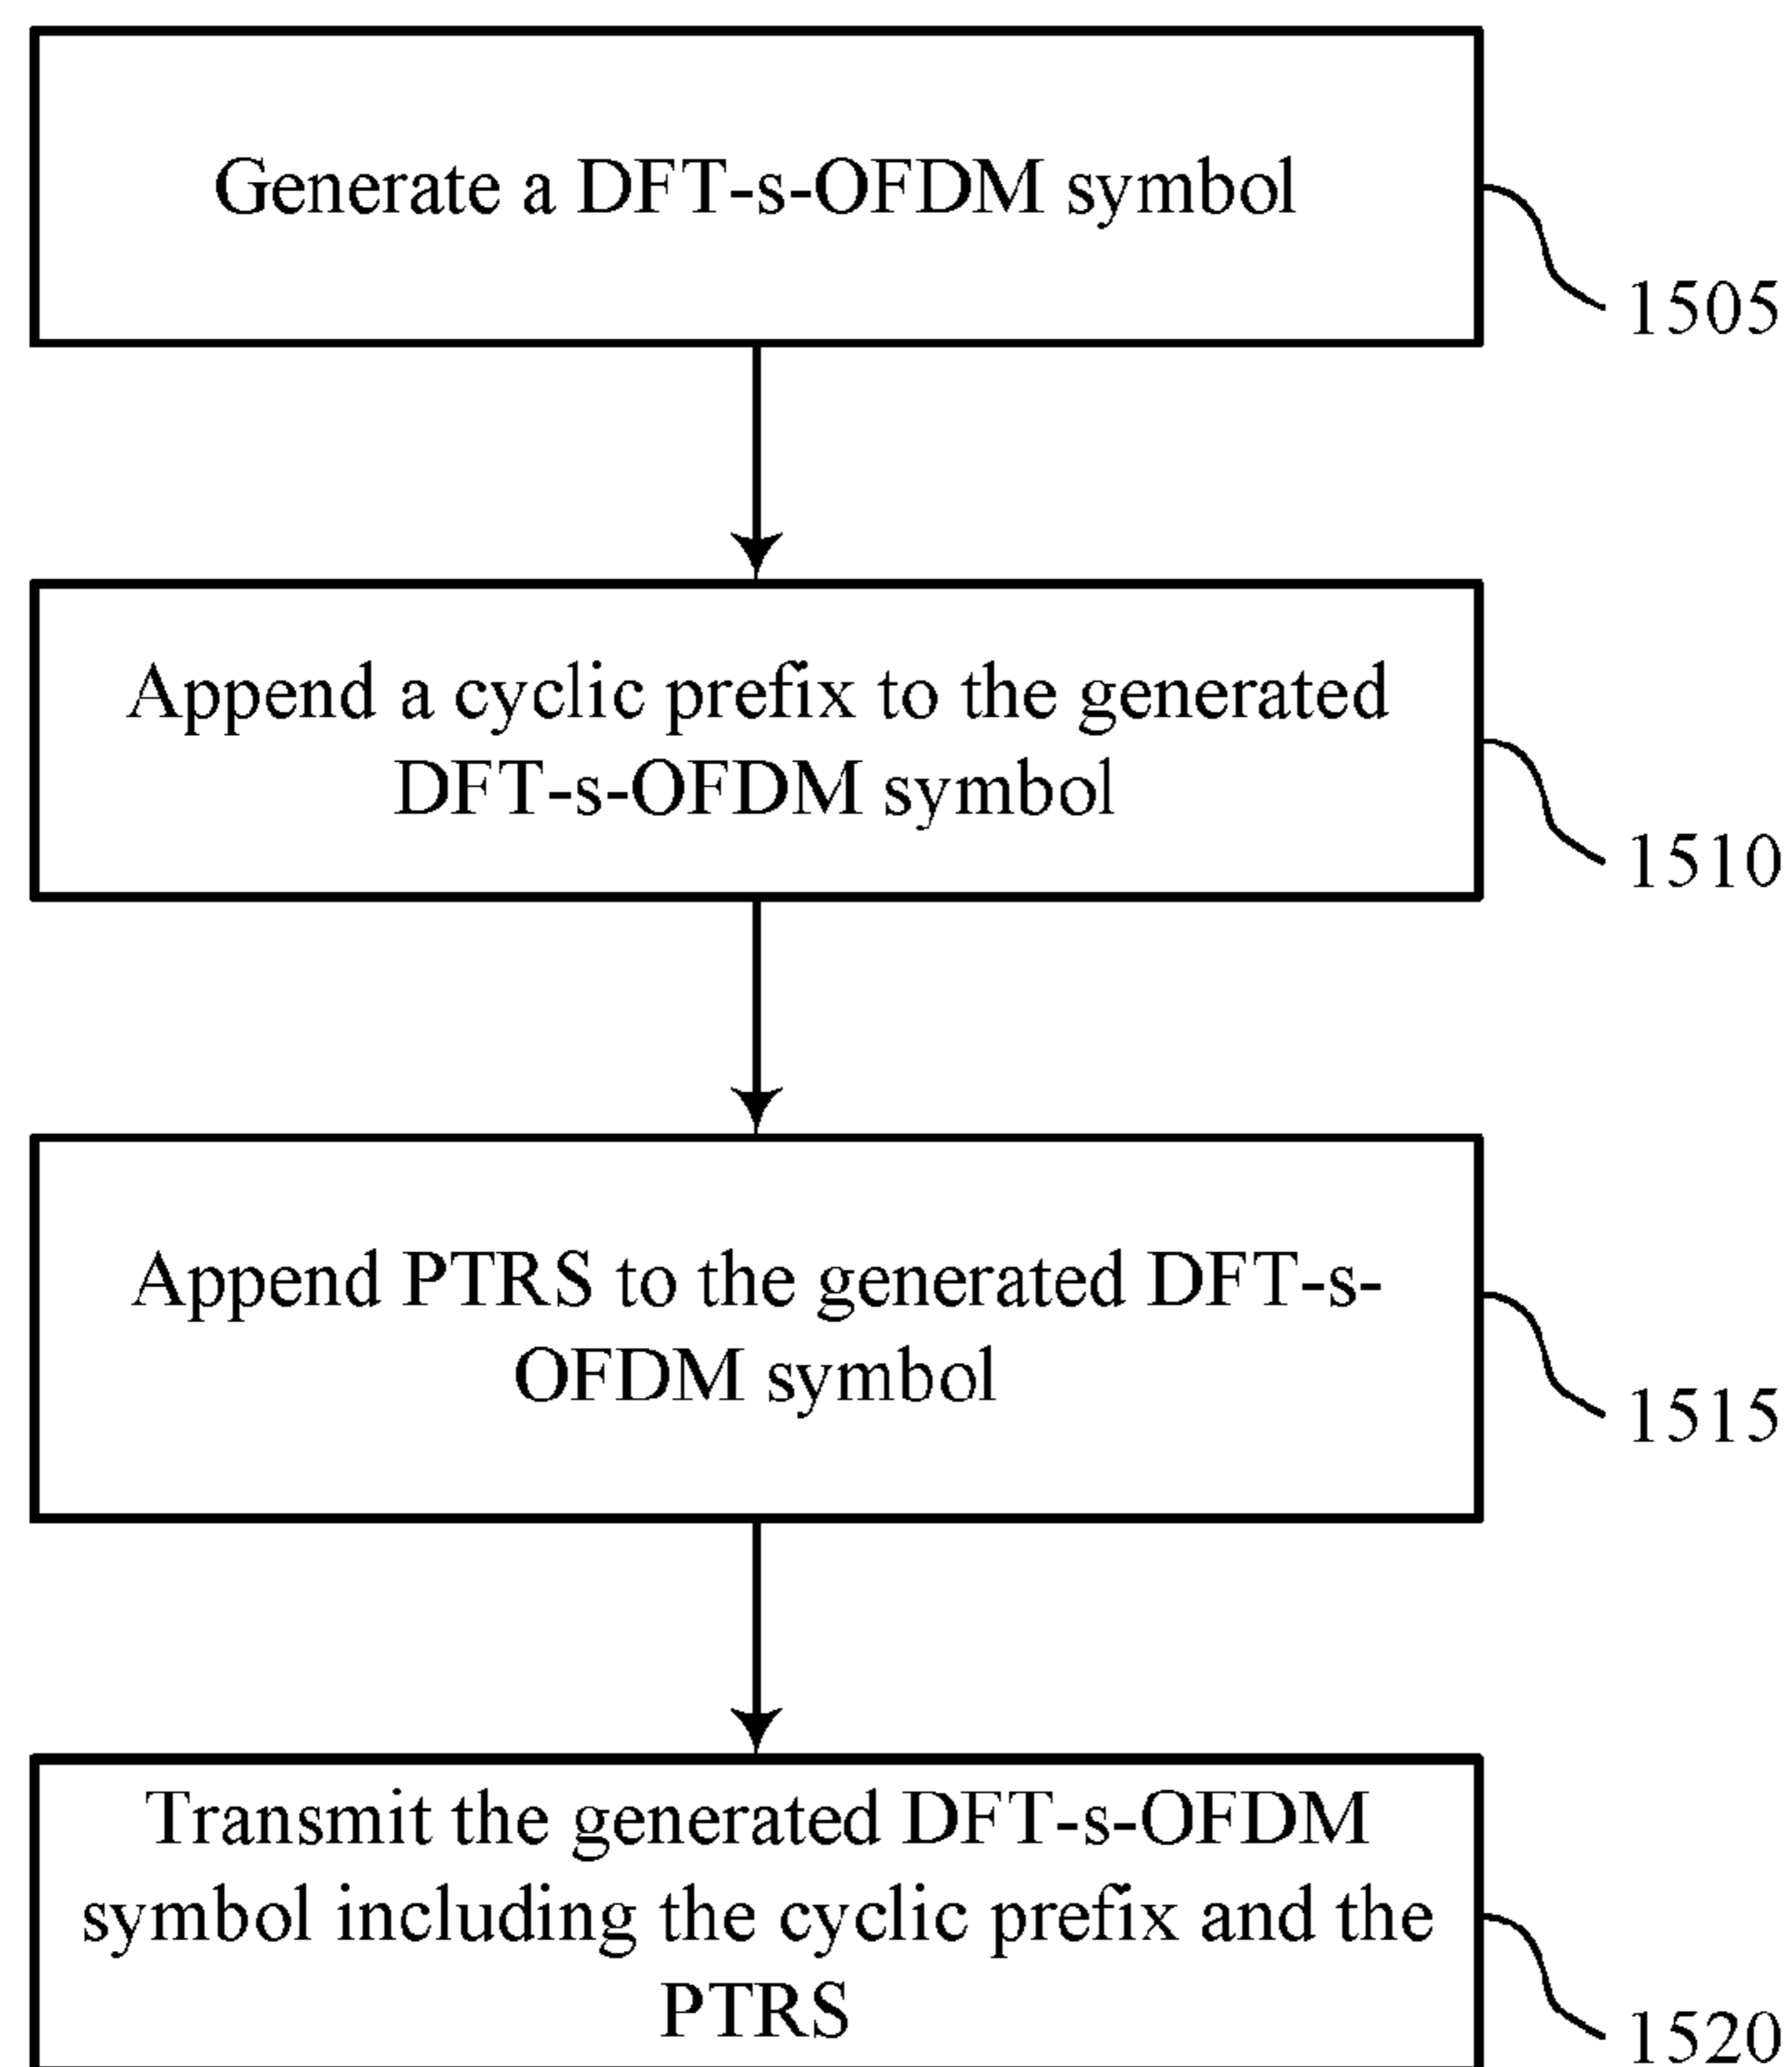 Generate a DFT-s-OFDM symbol
1505
Append a cyclic prefix to the generated
DFT-s-OFDM symbol
1510
Append PTRS to the generated DFT-s-
OFDM symbol
1515
Transmit the generated DFT-s-OFDM
symbol including the cyclic prefix and the
PTRS
1520